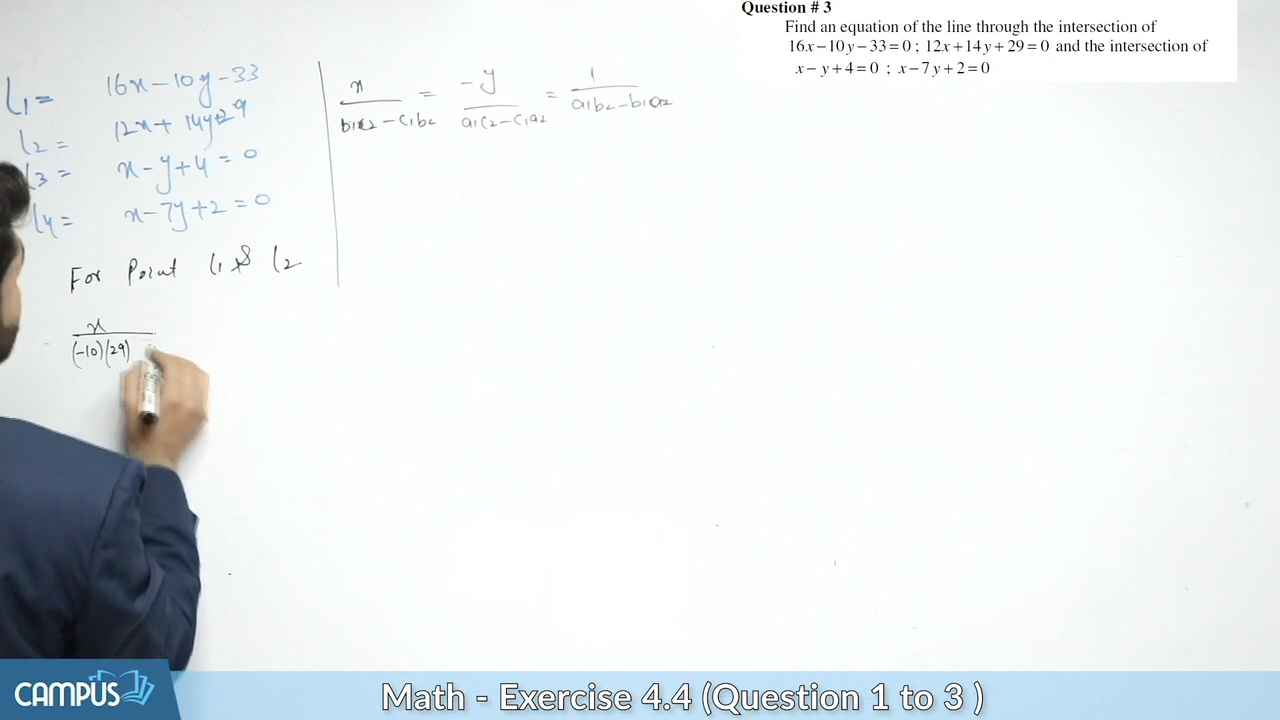 Question # 3
Find an equation of the line through the intersection of
16x−10y−33=0 ; 12x+14y+29=0 and the intersection of
x−y+4=0 ; x−7y+2=0
l1= 16x−10y−33
l2= 12x+14y+29
l3= x−y+4=0
l4= x−7y+2=0
x / b1c2−c1b2 = −y / a1c2−c1a2 = 1 / a1b2−b1a2
For Point l1 & l2
x
(−10)(29)
CAMPUS
Math - Exercise 4.4 (Question 1 to 3 )